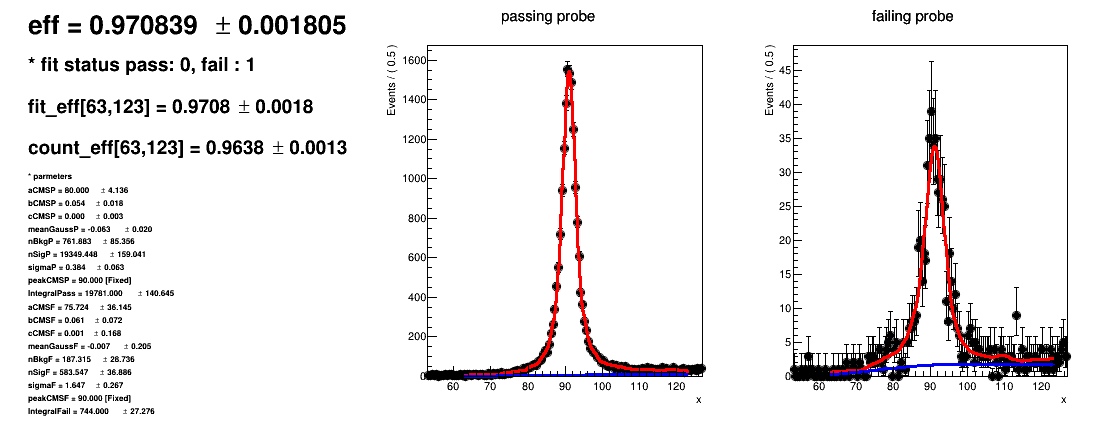 eff = 0.970839 ± 0.001805
* fit status pass: 0, fail : 1
fit_eff[63,123] = 0.9708 ± 0.0018
count_eff[63,123] = 0.9638 ± 0.0013
* parmeters
aCMSP = 80.000 ± 4.136
bCMSP = 0.054 ± 0.018
cCMSP = 0.000 ± 0.003
meanGaussP = -0.063 ± 0.020
nBkgP = 761.883 ± 85.356
nSigP = 19349.448 ± 159.041
sigmaP = 0.384 ± 0.063
peakCMSP = 90.000 [Fixed]
IntegralPass = 19781.000 ± 140.645
aCMSF = 75.724 ± 36.145
bCMSF = 0.061 ± 0.072
cCMSF = 0.001 ± 0.168
meanGaussF = -0.007 ± 0.205
nBkgF = 187.315 ± 28.736
nSigF = 583.547 ± 36.886
sigmaF = 1.647 ± 0.267
peakCMSF = 90.000 [Fixed]
IntegralFail = 744.000 ± 27.276
passing probe
Events / ( 0.5 )
1600
1400
1200
1000
800
600
400
200
0
60 70 80 90 100 110 120
x
failing probe
Events / ( 0.5 )
45
40
35
30
25
20
15
10
5
0
60 70 80 90 100 110 120
x